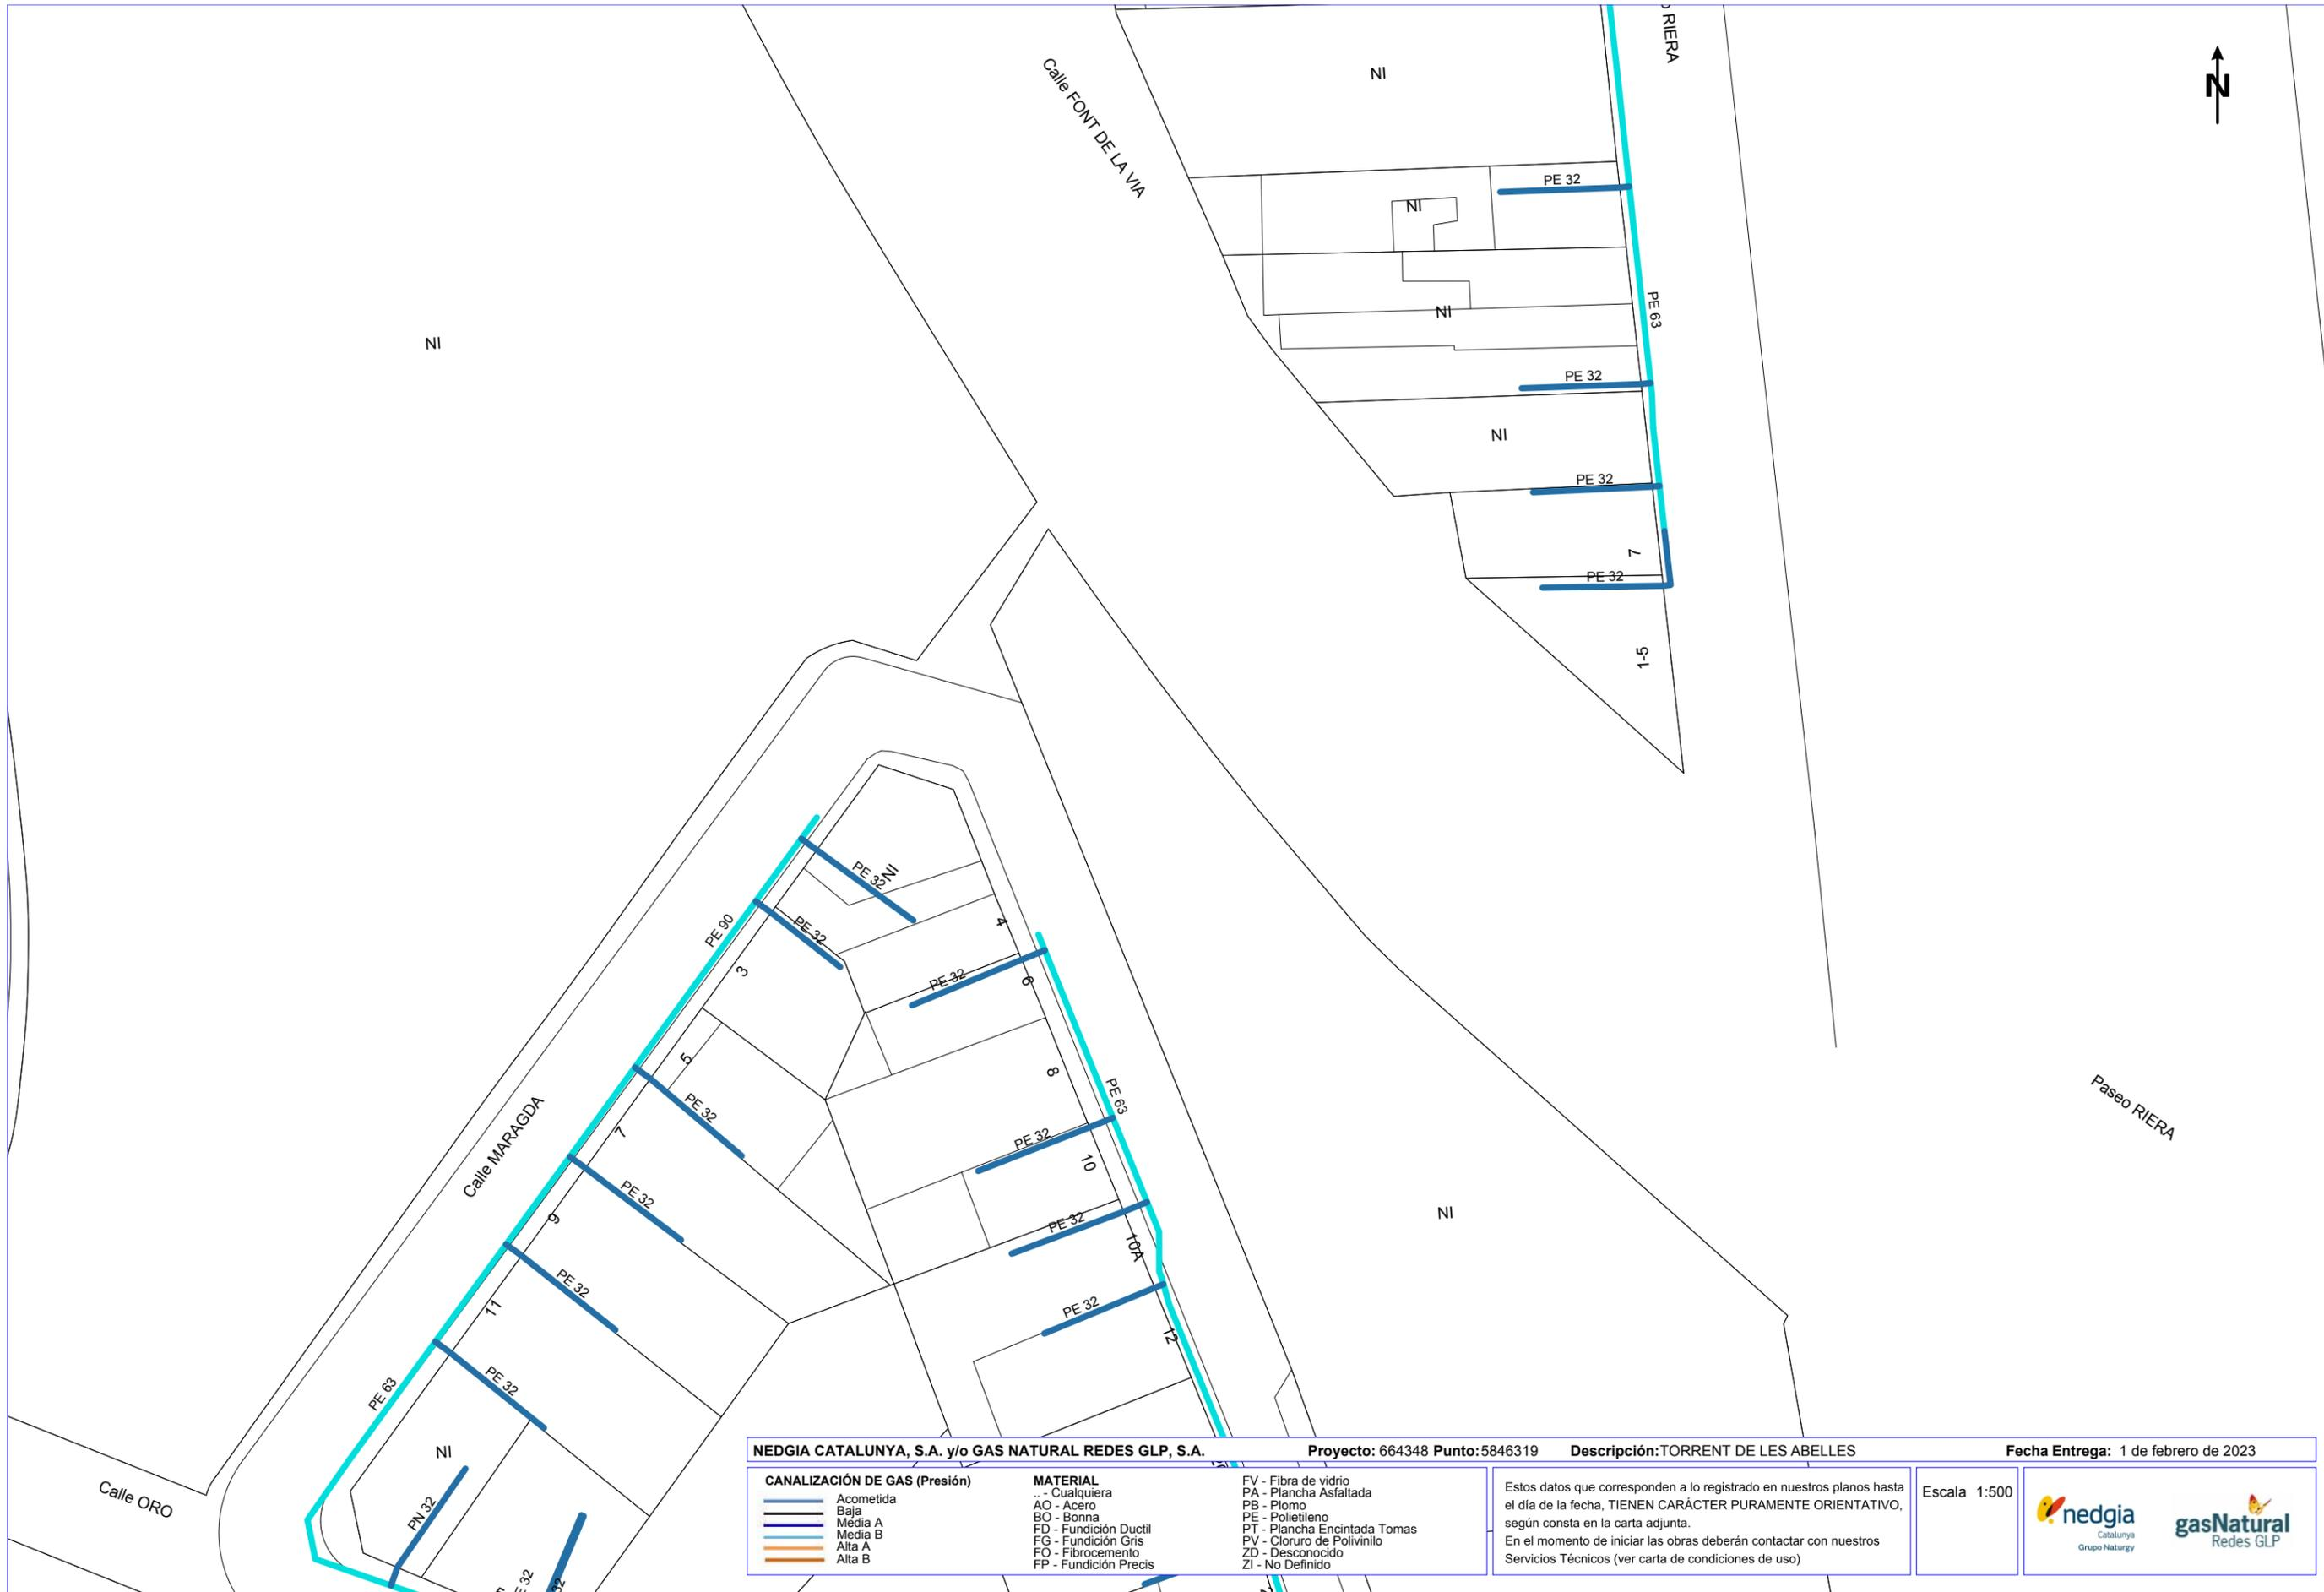 Calle FONT DE LA VIA
RIERA
N
NI
NI
PE 32
NI
PE 63
NI
NI
PE 32
NI
PE 32
7
PE 32
1-5
PE 32
NI
PE 90
PE 32
4
3
PE 32
6
5
8
PE 63
PE 32
Calle MARAGDA
7
PE 32
10
PE 32
9
PE 32
10A
PE 32
11
PE 32
12
NI
Paseo RIERA
PE 63
PE 32
NI
PN 32
Calle ORO
32
32
NEDGIA CATALUNYA, S.A. y/o GAS NATURAL REDES GLP, S.A. Proyecto: 664348 Punto:5846319 Descripción:TORRENT DE LES ABELLES Fecha Entrega: 1 de febrero de 2023
CANALIZACIÓN DE GAS (Presión)
Acometida
Baja
Media A
Media B
Alta A
Alta B
MATERIAL
.. - Cualquiera
AO - Acero
BO - Bonna
FD - Fundición Ductil
FG - Fundición Gris
FO - Fibrocemento
FP - Fundición Precis
FV - Fibra de vidrio
PA - Plancha Asfaltada
PB - Plomo
PE - Polietileno
PT - Plancha Encintada Tomas
PV - Cloruro de Polivinilo
ZD - Desconocido
ZI - No Definido
Estos datos que corresponden a lo registrado en nuestros planos hasta
el día de la fecha, TIENEN CARÁCTER PURAMENTE ORIENTATIVO,
según consta en la carta adjunta.
En el momento de iniciar las obras deberán contactar con nuestros
Servicios Técnicos (ver carta de condiciones de uso)
Escala 1:500
nedgia
Catalunya
Grupo Naturgy
gasNatural
Redes GLP